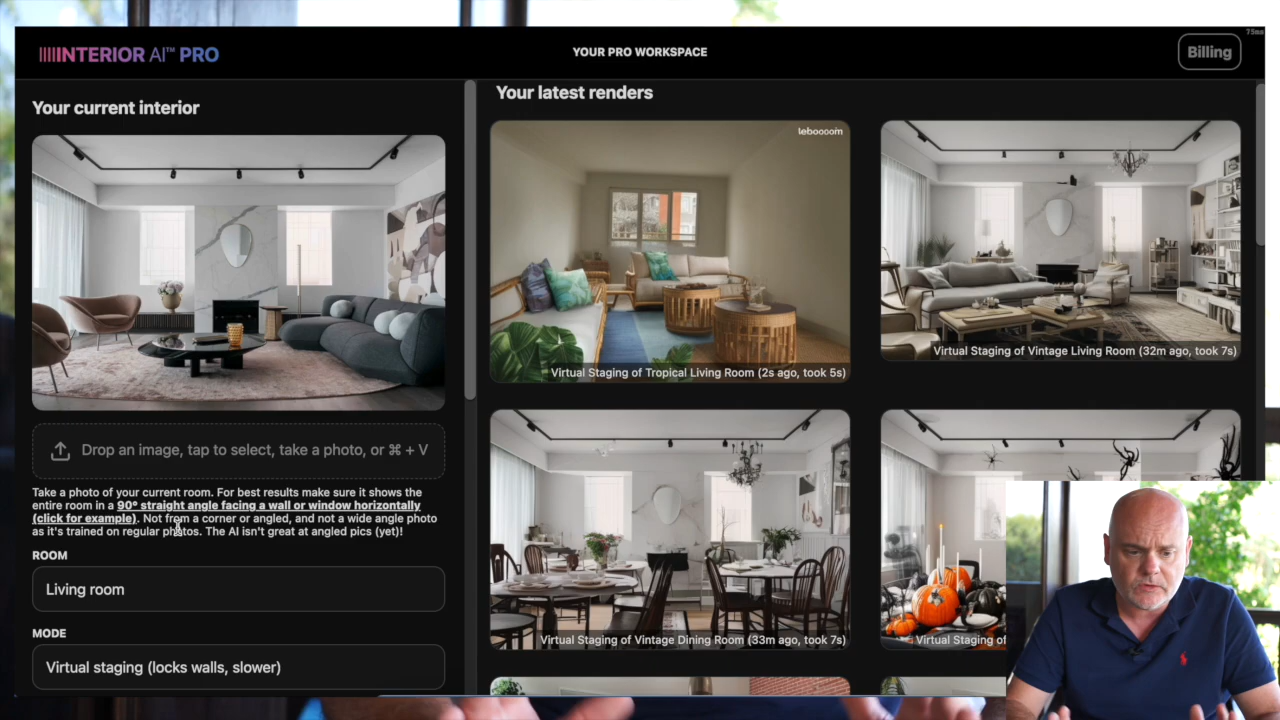 INTERIOR AI™ PRO
YOUR PRO WORKSPACE
75ms
Billing
Your current interior
Drop an image, tap to select, take a photo, or ⌘ + V
Take a photo of your current room. For best results make sure it shows the
entire room in a 90º straight angle facing a wall or window horizontally
(click for example). Not from a corner or angled, and not a wide angle photo
as it's trained on regular photos. The AI isn't great at angled pics (yet)!
ROOM
Living room
MODE
Virtual staging (locks walls, slower)
Your latest renders
leboncoin
Virtual Staging of Tropical Living Room (2s ago, took 5s)
Virtual Staging of Vintage Living Room (32m ago, took 7s)
Virtual Staging of Vintage Dining Room (33m ago, took 7s)
Virtual Staging of